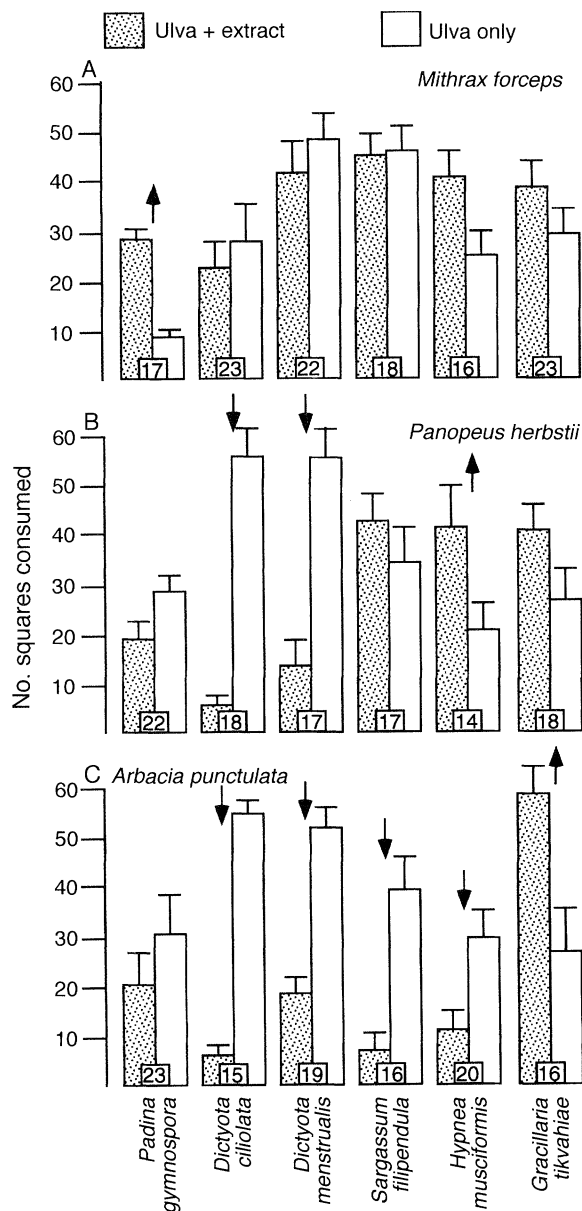 Ulva + extract
Ulva only
No. squares consumed
A
Mithrax forceps
60
50
40
30
20
10
17
23
22
18
16
23
B
Panopeus herbstii
60
50
40
30
20
10
22
18
17
17
14
18
C
Arbacia punctulata
60
50
40
30
20
10
23
15
19
16
20
16
Padina
gymnospora
Dictyota
ciliolata
Dictyota
menstrualis
Sargassum
filipendula
Hypnea
musciformis
Gracillaria
tikvahiae